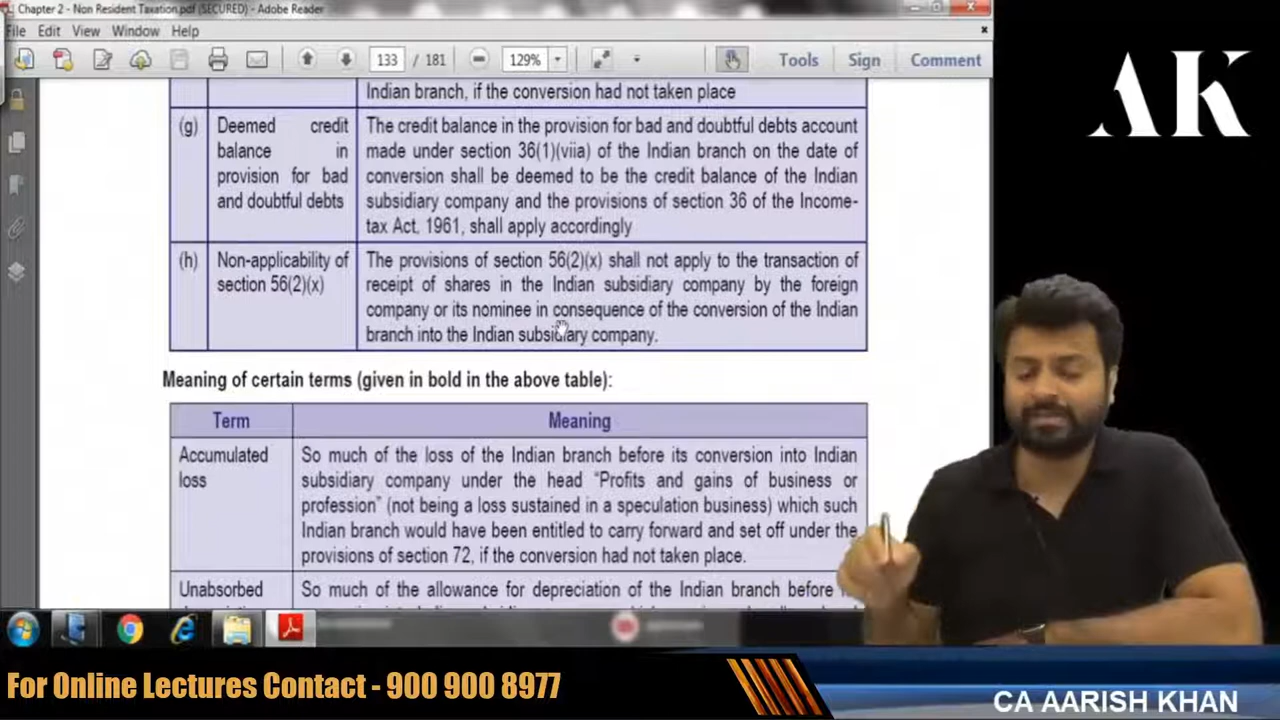 Chapter 2 - Non Resident Taxation.pdf (SECURED) - Adobe Reader
File Edit View Window Help
133 / 181 129% Tools Sign Comment
AK
Indian branch, if the conversion had not taken place
(g) Deemed credit balance in provision for bad and doubtful debts
The credit balance in the provision for bad and doubtful debts account
made under section 36(1)(viia) of the Indian branch on the date of
conversion shall be deemed to be the credit balance of the Indian
subsidiary company and the provisions of section 36 of the Income-
tax Act, 1961, shall apply accordingly
(h) Non-applicability of section 56(2)(x)
The provisions of section 56(2)(x) shall not apply to the transaction of
receipt of shares in the Indian subsidiary company by the foreign
company or its nominee in consequence of the conversion of the Indian
branch into the Indian subsidiary company.
Meaning of certain terms (given in bold in the above table):
Term Meaning
Accumulated loss
So much of the loss of the Indian branch before its conversion into Indian
subsidiary company under the head “Profits and gains of business or
profession” (not being a loss sustained in a speculation business) which such
Indian branch would have been entitled to carry forward and set off under the
provisions of section 72, if the conversion had not taken place.
Unabsorbed
So much of the allowance for depreciation of the Indian branch before
For Online Lectures Contact - 900 900 8977
CA AARISH KHAN